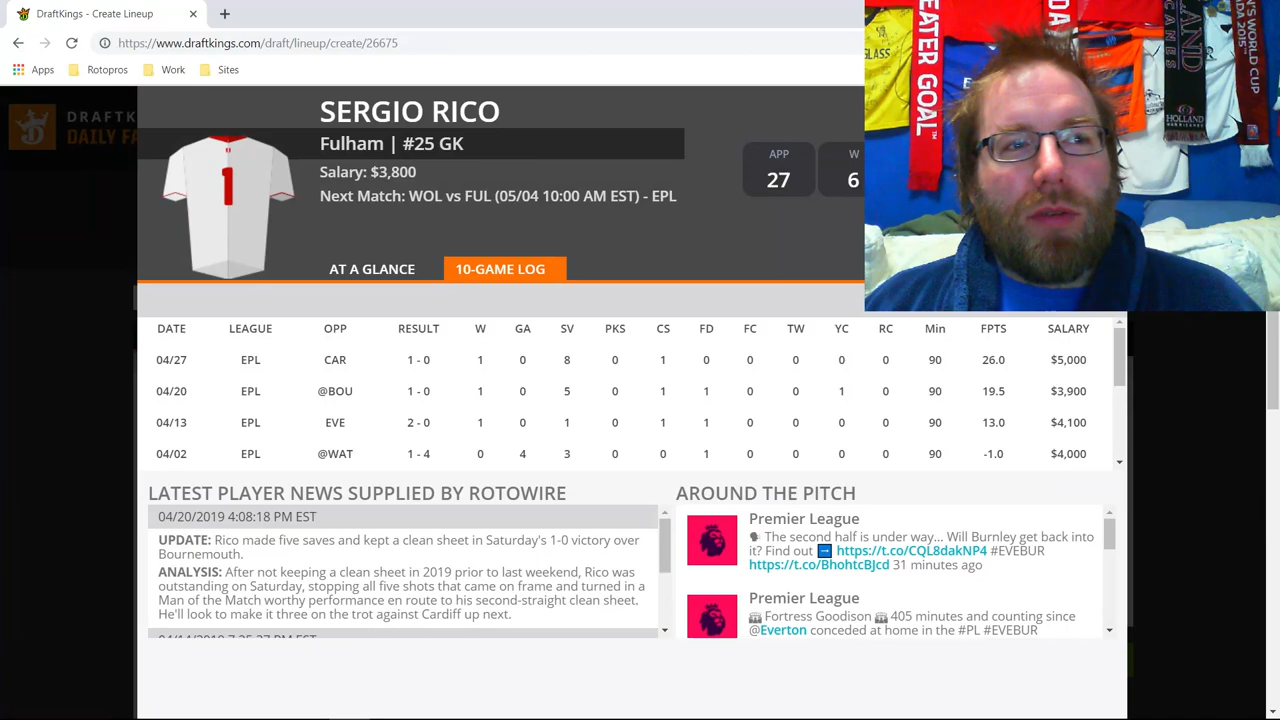 DraftKings - Create Lineup
https://www.draftkings.com/draft/lineup/create/26675
Apps Rotopros Work Sites
DRAFTK
DAILY FA
SERGIO RICO
Fulham | #25 GK
Salary: $3,800
Next Match: WOL vs FUL (05/04 10:00 AM EST) - EPL
APP W
27 6
1
AT A GLANCE 10-GAME LOG
DATE LEAGUE OPP RESULT W GA SV PKS CS FD FC TW YC RC Min FPTS SALARY
04/27 EPL CAR 1 - 0 1 0 8 0 1 0 0 0 0 0 90 26.0 $5,000
04/20 EPL @BOU 1 - 0 1 0 5 0 1 1 0 0 1 0 90 19.5 $3,900
04/13 EPL EVE 2 - 0 1 0 1 0 1 1 0 0 0 0 90 13.0 $4,100
04/02 EPL @WAT 1 - 4 0 4 3 0 0 1 0 0 0 0 90 -1.0 $4,000
LATEST PLAYER NEWS SUPPLIED BY ROTOWIRE
04/20/2019 4:08:18 PM EST
UPDATE: Rico made five saves and kept a clean sheet in Saturday's 1-0 victory over
Bournemouth.
ANALYSIS: After not keeping a clean sheet in 2019 prior to last weekend, Rico was
outstanding on Saturday, stopping all five shots that came on frame and turned in a
Man of the Match worthy performance en route to his second-straight clean sheet.
He'll look to make it three on the trot against Cardiff up next.
AROUND THE PITCH
Premier League
🗣 The second half is under way... Will Burnley get back into
it? Find out ➡ https://t.co/CQL8dakNP4 #EVEBUR
https://t.co/BhohtcBJcd 31 minutes ago
Premier League
🏟 Fortress Goodison 🏟 405 minutes and counting since
@Everton conceded at home in the #PL #EVEBUR
GLASS
EATER GOAL
HOLLAND
HURRICANES